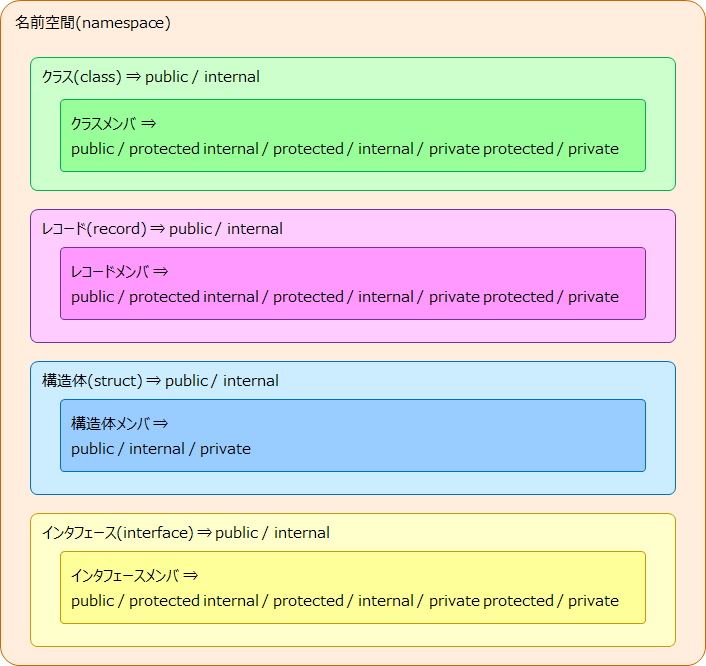 名前空間(namespace)
クラス(class) ⇒ public / internal
クラスメンバ ⇒
public / protected internal / protected / internal / private protected / private
レコード(record) ⇒ public / internal
レコードメンバ ⇒
public / protected internal / protected / internal / private protected / private
構造体(struct) ⇒ public / internal
構造体メンバ ⇒
public / internal / private
インタフェース(interface) ⇒ public / internal
インタフェースメンバ ⇒
public / protected internal / protected / internal / private protected / private